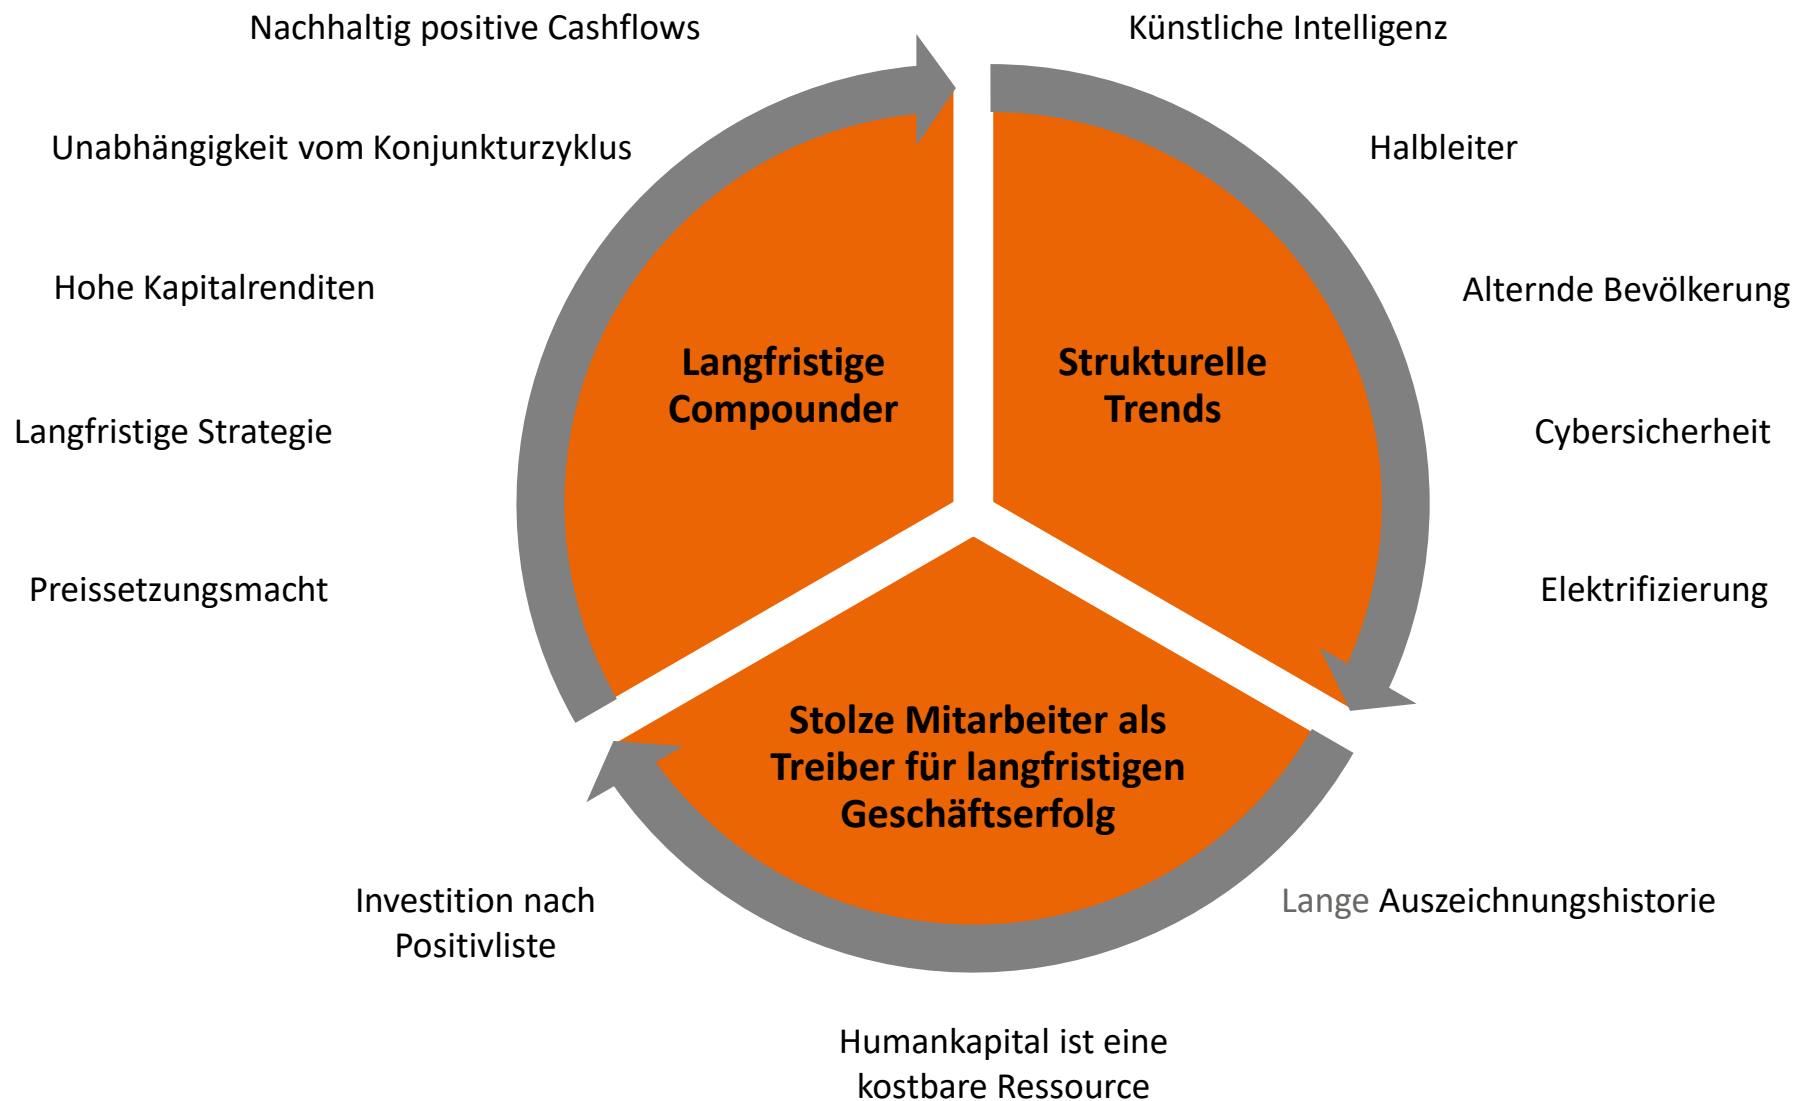 Nachhaltig positive Cashflows
Künstliche Intelligenz
Unabhängigkeit vom Konjunkturzyklus
Halbleiter
Hohe Kapitalrenditen
Alternde Bevölkerung
Langfristige
Compounder
Strukturelle
Trends
Langfristige Strategie
Cybersicherheit
Preissetzungsmacht
Elektrifizierung
Stolze Mitarbeiter als
Treiber für langfristigen
Geschäftserfolg
Investition nach
Positivliste
Lange Auszeichnungshistorie
Humankapital ist eine
kostbare Ressource